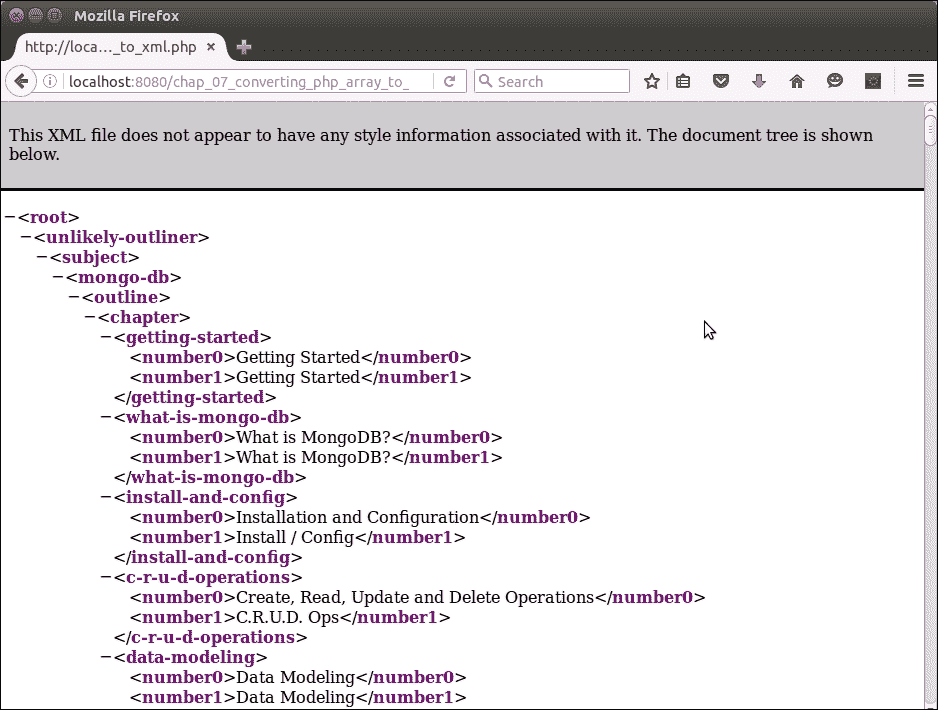 Mozilla Firefox
http://loca..._to_xml.php ×
localhost:8080/chap_07_converting_php_array_to_
Search
This XML file does not appear to have any style information associated with it. The document tree is shown
below.
−<root>
−<unlikely-outliner>
−<subject>
−<mongo-db>
−<outline>
−<chapter>
−<getting-started>
<number0>Getting Started</number0>
<number1>Getting Started</number1>
</getting-started>
−<what-is-mongo-db>
<number0>What is MongoDB?</number0>
<number1>What is MongoDB?</number1>
</what-is-mongo-db>
−<install-and-config>
<number0>Installation and Configuration</number0>
<number1>Install / Config</number1>
</install-and-config>
−<c-r-u-d-operations>
<number0>Create, Read, Update and Delete Operations</number0>
<number1>C.R.U.D. Ops</number1>
</c-r-u-d-operations>
−<data-modeling>
<number0>Data Modeling</number0>
<number1>Data Modeling</number1>